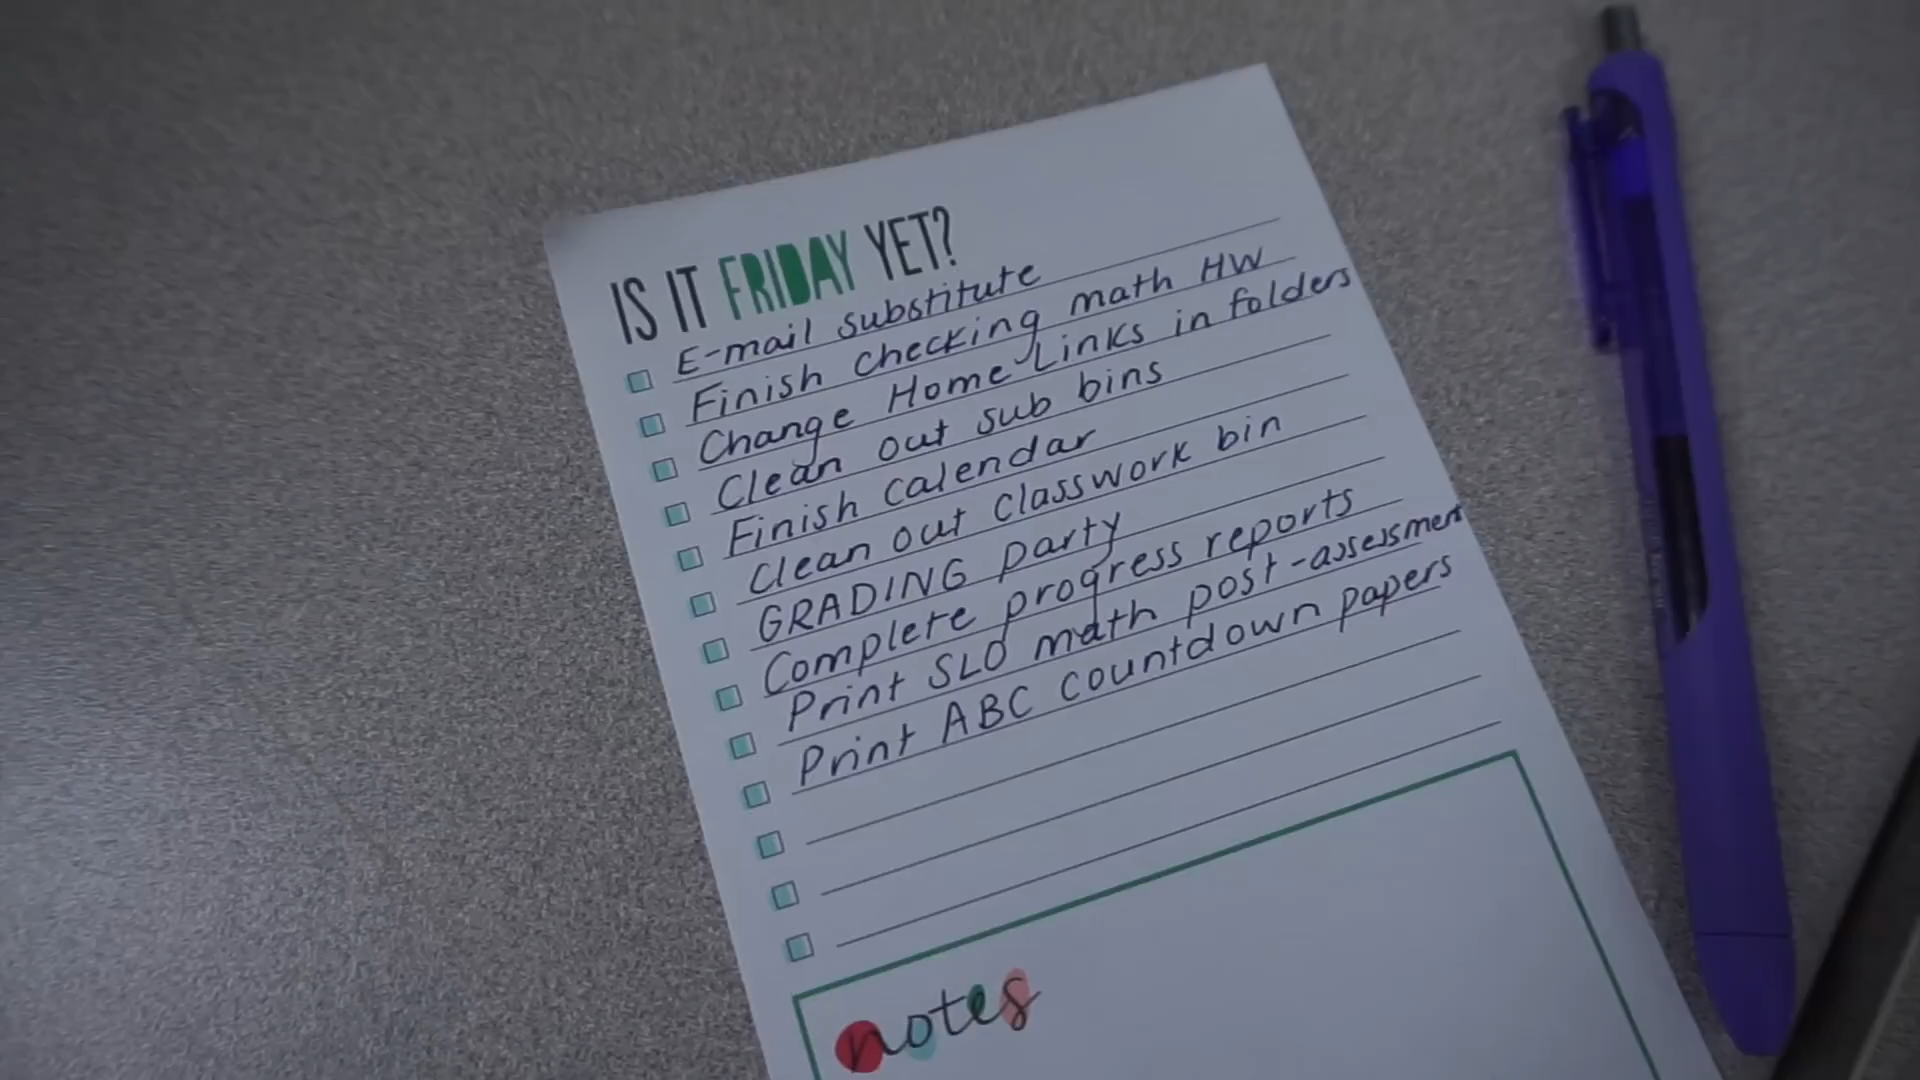 IS IT FRIDAY YET?
E-mail substitute
Finish checking math HW
Change Home Links in folders
Clean out sub bins
Finish calendar
Clean out classwork bin
GRADING party
Complete progress reports
Print SLO math post-assessment
Print ABC countdown papers
notes